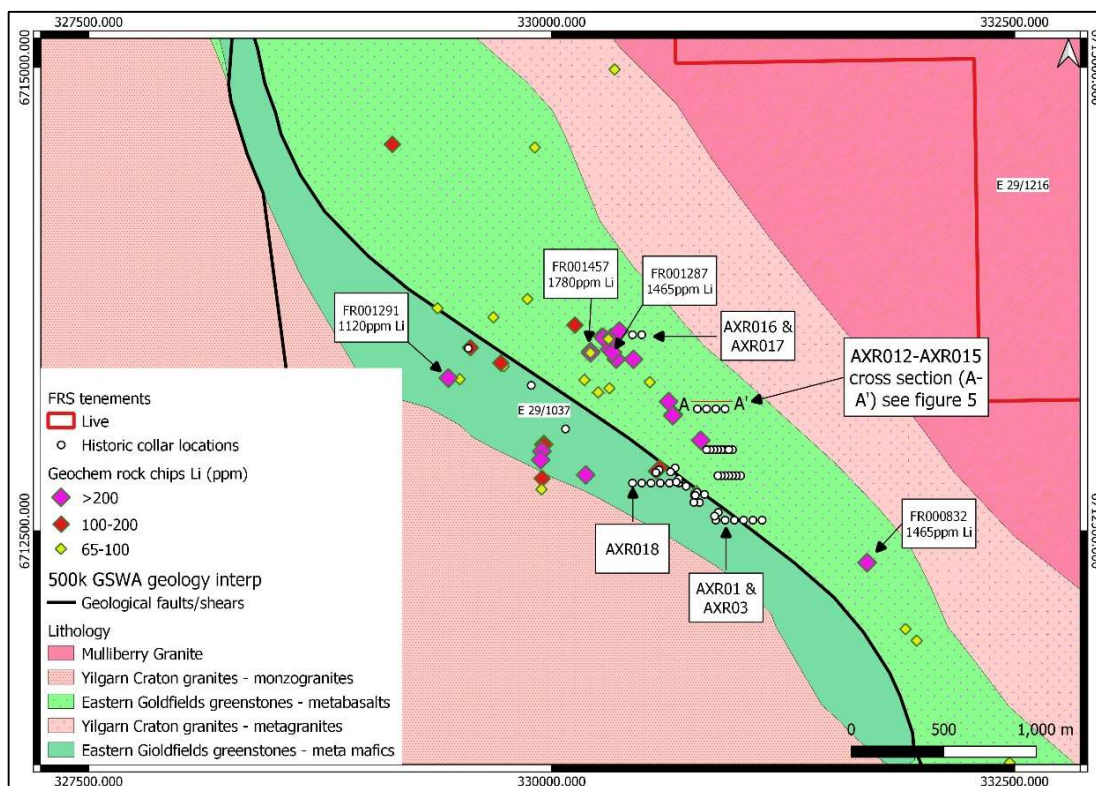 327500.000 330000.000 332500.000
6715000.000
6715000.000
E 29/1216
FR001457
1780ppm Li
FR001287
1465ppm Li
FR001291
1120ppm Li
AXR016 &
AXR017
AXR012-AXR015
cross section (A-
A') see figure 5
A A'
E 29/1037
FRS tenements
Live
Historic collar locations
Geochem rock chips Li (ppm)
>200
100-200
65-100
500k GSWA geology interp
Geological faults/shears
Lithology
Mulliberry Granite
Yilgarn Craton granites - monzogranites
Eastern Goldfields greenstones - metabasalts
Yilgarn Craton granites - metagranites
Eastern Gioldfields greenstones - meta mafics
AXR018
AXR01 &
AXR03
FR000832
1465ppm Li
6712500.000
6712500.000
0 500 1,000 m
327500.000 330000.000 332500.000